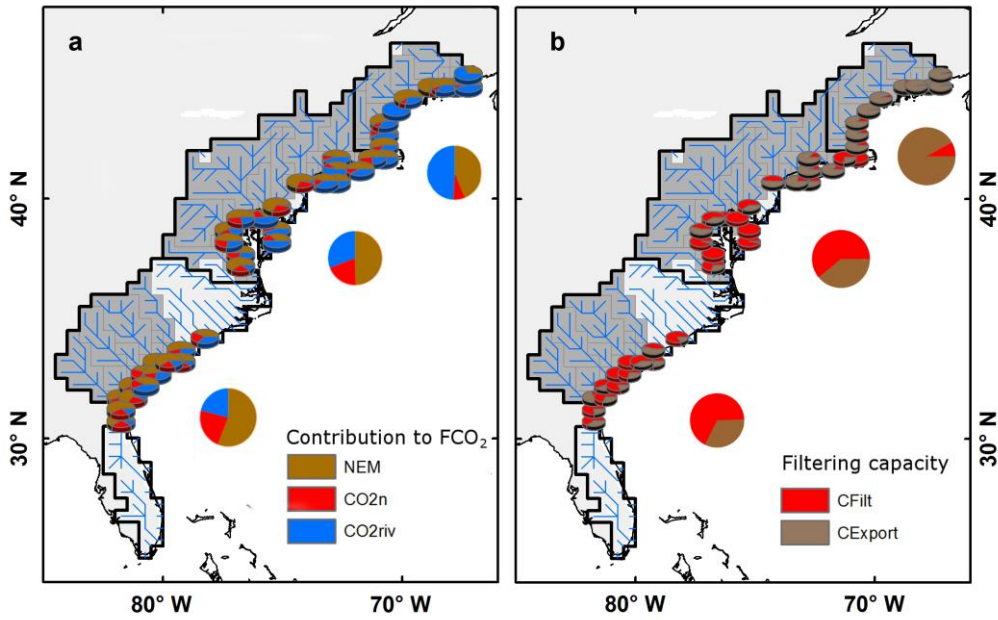 a
b
40° N
30° N
40° N
30° N
Contribution to FCO₂
NEM
CO2n
CO2riv
Filtering capacity
CFilt
CExport
80° W
70° W
80° W
70° W